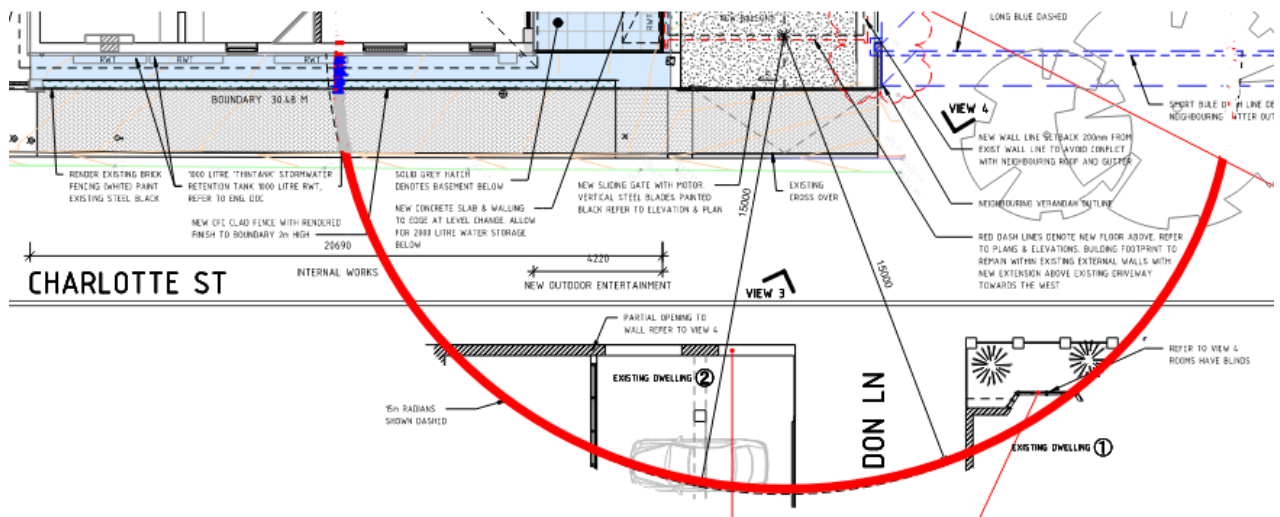 NEW BALCONY
LONG BLUE DASHED
RWT
RWT
RWT
RWT
BOUNDARY 30.48 M
VIEW 4
NEW WALL LINE SETBACK 200mm FROM
EXIST WALL LINE TO AVOID CONFLICT
WITH NEIGHBOURING ROOF AND GUTTER
RENDER EXISTING BRICK
FENCING (WHITE) PAINT
EXISTING STEEL BLACK
1000 LITRE 'THINTANK' STORMWATER
RETENTION TANK 1000 LITRE RWT,
REFER TO ENG. DOC
SOLID GREY HATCH
DENOTES BASEMENT BELOW
NEW SLIDING GATE WITH MOTOR.
VERTICAL STEEL BLADES PAINTED
BLACK REFER TO ELEVATION & PLAN
EXISTING
CROSS OVER
NEIGHBOURING VERANDAH OUTLINE
NEW CFC CLAD FENCE WITH RENDERED
FINISH TO BOUNDARY 2m HIGH
NEW CONCRETE SLAB & WALLING
TO EDGE AT LEVEL CHANGE. ALLOW
FOR 2000 LITRE WATER STORAGE
BELOW
15000
15000
RED DASH LINES DENOTE NEW FLOOR ABOVE. REFER
TO PLANS & ELEVATIONS. BUILDING FOOTPRINT TO
REMAIN WITHIN EXISTING EXTERNAL WALLS WITH
NEW EXTENSION ABOVE EXISTING DRIVEWAY
TOWARDS THE WEST
20690
4220
CHARLOTTE ST
INTERNAL WORKS
NEW OUTDOOR ENTERTAINMENT
VIEW 3
PARTIAL OPENING TO
WALL REFER TO VIEW 4
REFER TO VIEW 4
ROOMS HAVE BLINDS
EXISTING DWELLING 2
15m RADIANS
SHOWN DASHED
DON LN
EXISTING DWELLING 1